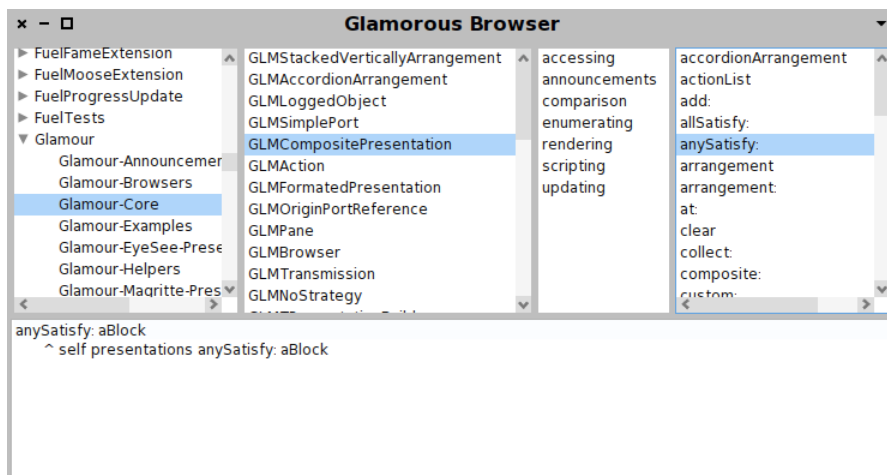 Glamorous Browser
FuelFameExtension
FuelMooseExtension
FuelProgressUpdate
FuelTests
Glamour
Glamour-Announcemer
Glamour-Browsers
Glamour-Core
Glamour-Examples
Glamour-EyeSee-Prese
Glamour-Helpers
Glamour-Magritte-Pres
GLMStackedVerticallyArrangement
GLMAccordionArrangement
GLMLoggedObject
GLMSimplePort
GLMCompositePresentation
GLMAction
GLMFormatedPresentation
GLMOriginPortReference
GLMPane
GLMBrowser
GLMTransmission
GLMNoStrategy
accessing
announcements
comparison
enumerating
rendering
scripting
updating
accordionArrangement
actionList
add:
allSatisfy:
anySatisfy:
arrangement
arrangement:
at:
clear
collect:
composite:
custom:
anySatisfy: aBlock
^ self presentations anySatisfy: aBlock